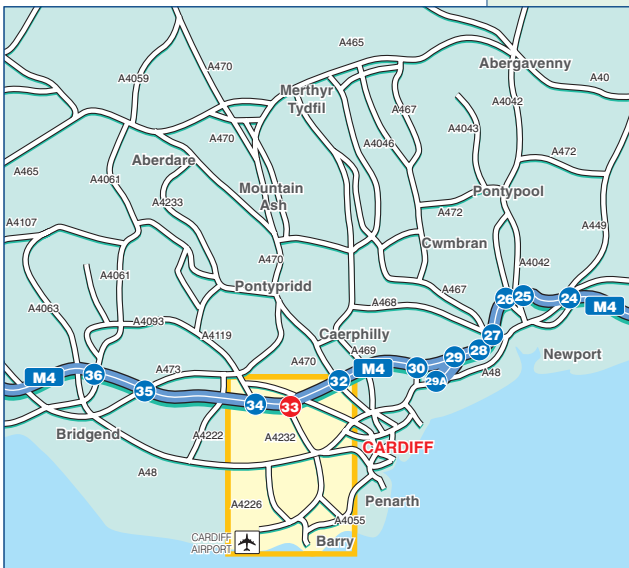 A465
A470
Abergavenny
A4059
A40
Merthyr
Tydfil
A467
A4042
A4043
A470
A4046
A472
Aberdare
A465
A4061
Mountain
Ash
Pontypool
A4233
A472
A449
A4107
Cwmbran
A470
A4042
A4061
Pontypridd
A467
26
25
24
M4
A4063
A468
A4093
A4119
Caerphilly
27
A469
28
29
Newport
A470
M4
30
A473
A48
29A
M4
36
32
35
34
33
Bridgend
A4222
A4232
CARDIFF
A48
A4226
Penarth
A4055
CARDIFF
AIRPORT
Barry